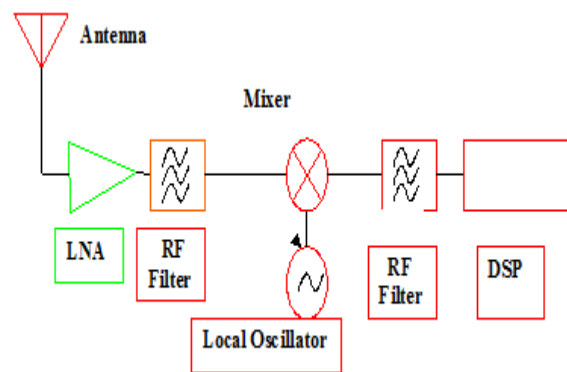 Antenna
Mixer
LNA
RF
Filter
RF
Filter
DSP
Local Oscillator